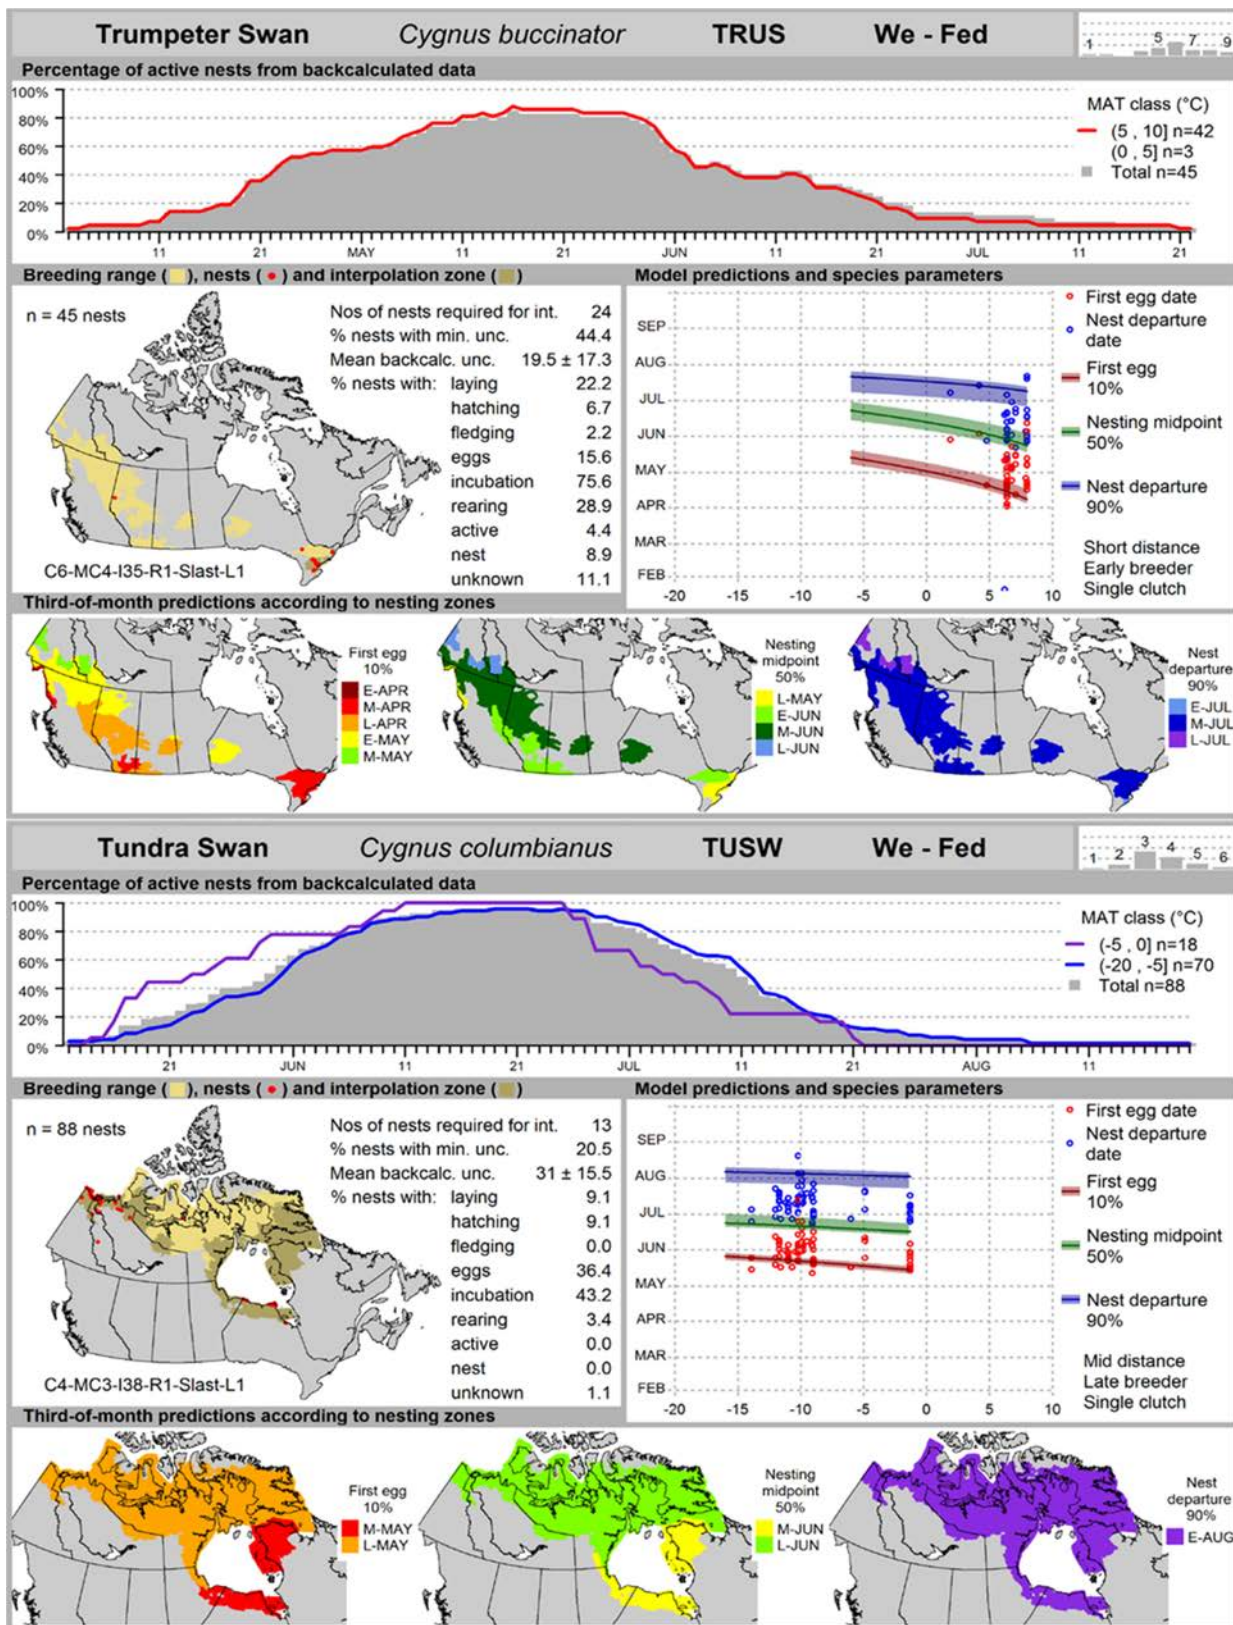 Trumpeter Swan Cygnus buccinator TRUS We - Fed
1 5 7 9
Percentage of active nests from backcalculated data
100%
80%
60%
40%
20%
0%
11 21 MAY 11 21 JUN 11 21 JUL 11 21
MAT class (°C)
(5 , 10] n=42
(0 , 5] n=3
Total n=45
Breeding range ( ), nests ( ) and interpolation zone ( )
n = 45 nests
Nos of nests required for int. 24
% nests with min. unc. 44.4
Mean backcalc. unc. 19.5 ± 17.3
% nests with: laying 22.2
hatching 6.7
fledging 2.2
eggs 15.6
incubation 75.6
rearing 28.9
active 4.4
nest 8.9
unknown 11.1
C6-MC4-I35-R1-Slast-L1
Model predictions and species parameters
SEP
AUG
JUL
JUN
MAY
APR
MAR
FEB
-20 -15 -10 -5 0 5 10
First egg date
Nest departure
date
First egg
10%
Nesting midpoint
50%
Nest departure
90%
Short distance
Early breeder
Single clutch
Third-of-month predictions according to nesting zones
First egg
10%
E-APR
M-APR
L-APR
E-MAY
M-MAY
Nesting
midpoint
50%
L-MAY
E-JUN
M-JUN
L-JUN
Nest
departure
90%
E-JUL
M-JUL
L-JUL
Tundra Swan Cygnus columbianus TUSW We - Fed
1 2 3 4 5 6
Percentage of active nests from backcalculated data
100%
80%
60%
40%
20%
0%
21 JUN 11 21 JUL 11 21 AUG 11
MAT class (°C)
(-5 , 0] n=18
(-20 , -5] n=70
Total n=88
Breeding range ( ), nests ( ) and interpolation zone ( )
n = 88 nests
Nos of nests required for int. 13
% nests with min. unc. 20.5
Mean backcalc. unc. 31 ± 15.5
% nests with: laying 9.1
hatching 9.1
fledging 0.0
eggs 36.4
incubation 43.2
rearing 3.4
active 0.0
nest 0.0
unknown 1.1
C4-MC3-I38-R1-Slast-L1
Model predictions and species parameters
SEP
AUG
JUL
JUN
MAY
APR
MAR
FEB
-20 -15 -10 -5 0 5 10
First egg date
Nest departure
date
First egg
10%
Nesting midpoint
50%
Nest departure
90%
Mid distance
Late breeder
Single clutch
Third-of-month predictions according to nesting zones
First egg
10%
M-MAY
L-MAY
Nesting
midpoint
50%
M-JUN
L-JUN
Nest
departure
90%
E-AUG